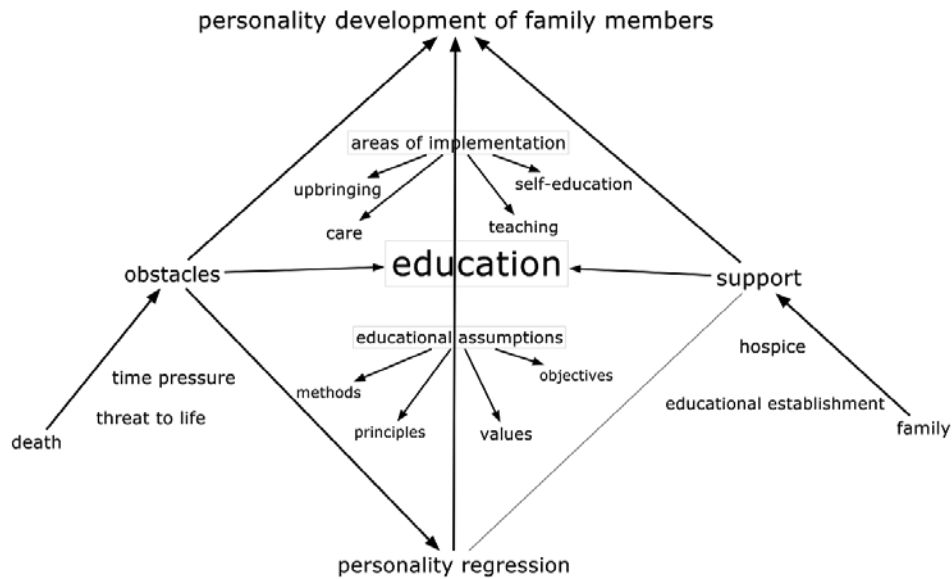 personality development of family members
areas of implementation
upbringing
self-education
care
teaching
obstacles
education
support
educational assumptions
hospice
time pressure
methods
objectives
threat to life
educational establishment
death
principles
values
family
personality regression